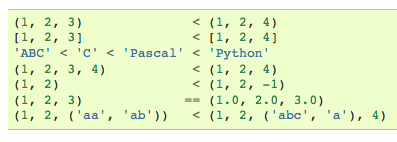 (1, 2, 3)              < (1, 2, 4)
[1, 2, 3]              < [1, 2, 4]
'ABC' < 'C' < 'Pascal' < 'Python'
(1, 2, 3, 4)           < (1, 2, 4)
(1, 2)                 < (1, 2, -1)
(1, 2, 3)             == (1.0, 2.0, 3.0)
(1, 2, ('aa', 'ab'))   < (1, 2, ('abc', 'a'), 4)